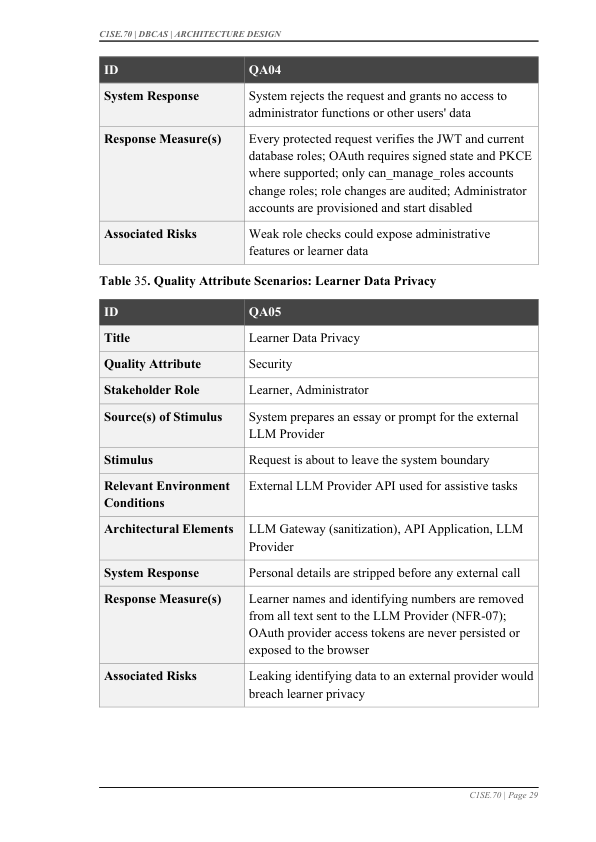 C1SE.70 | DBCAS | ARCHITECTURE DESIGN
ID QA04
System Response System rejects the request and grants no access to
administrator functions or other users' data
Response Measure(s) Every protected request verifies the JWT and current
database roles; OAuth requires signed state and PKCE
where supported; only can_manage_roles accounts
change roles; role changes are audited; Administrator
accounts are provisioned and start disabled
Associated Risks Weak role checks could expose administrative
features or learner data
Table 35. Quality Attribute Scenarios: Learner Data Privacy
ID QA05
Title Learner Data Privacy
Quality Attribute Security
Stakeholder Role Learner, Administrator
Source(s) of Stimulus System prepares an essay or prompt for the external
LLM Provider
Stimulus Request is about to leave the system boundary
Relevant Environment External LLM Provider API used for assistive tasks
Conditions
Architectural Elements LLM Gateway (sanitization), API Application, LLM
Provider
System Response Personal details are stripped before any external call
Response Measure(s) Learner names and identifying numbers are removed
from all text sent to the LLM Provider (NFR-07);
OAuth provider access tokens are never persisted or
exposed to the browser
Associated Risks Leaking identifying data to an external provider would
breach learner privacy
C1SE.70 | Page 29